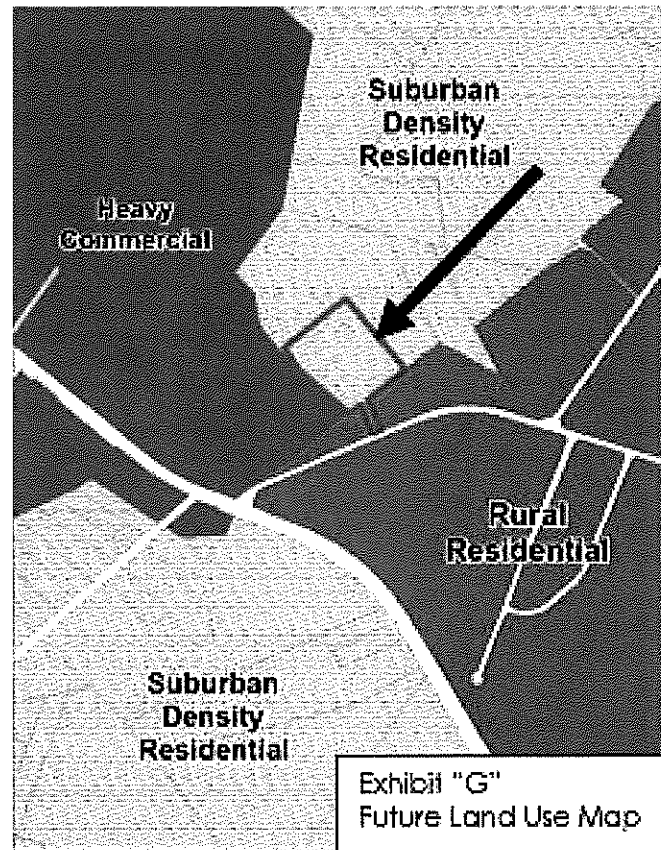 Suburban
Density
Residential
Heavy
Commercial
Rural
Residential
Suburban
Density
Residential
Exhibit "G"
Future Land Use Map